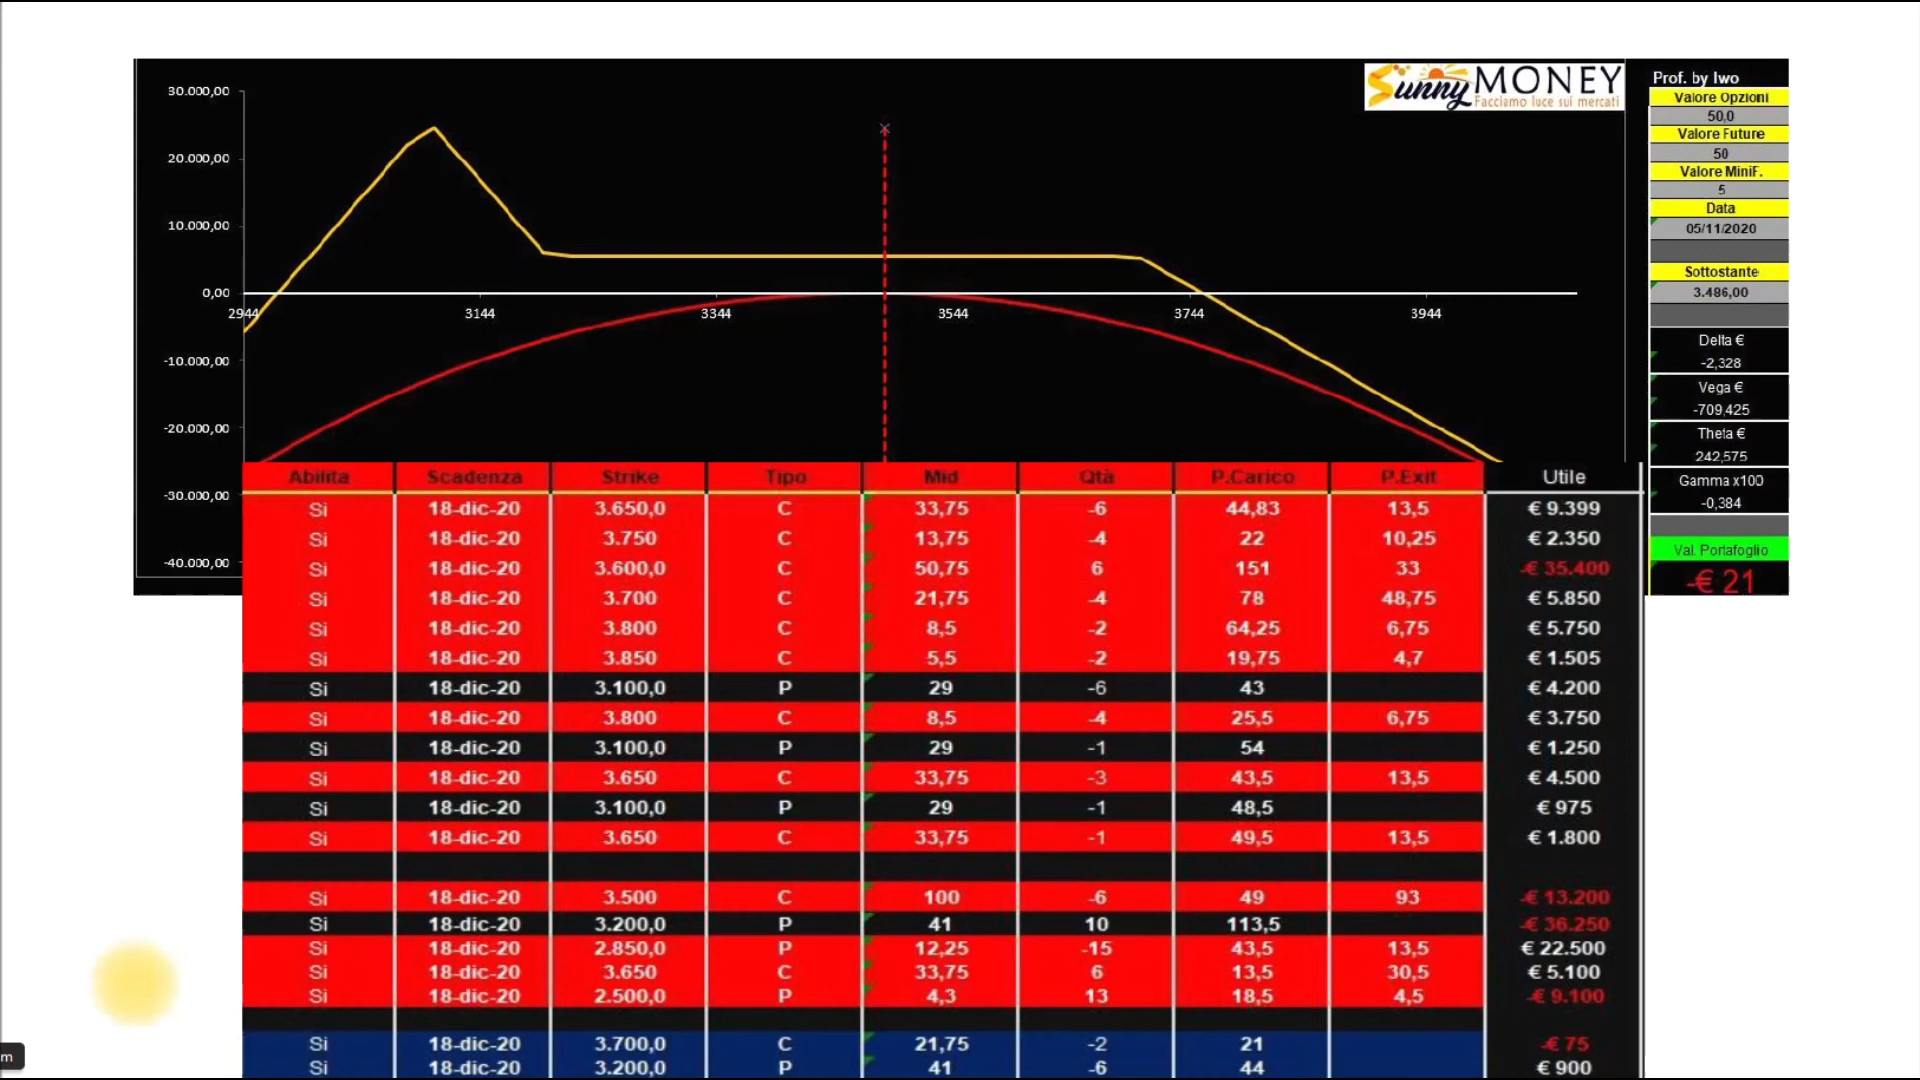 Sunny MONEY
Facciamo luce sui mercati
30.000,00
20.000,00
10.000,00
0,00
-10.000,00
-20.000,00
-30.000,00
-40.000,00
2944 3144 3344 3544 3744 3944
Prof. by Iwo
Valore Opzioni
50,0
Valore Future
50
Valore MiniF.
5
Data
05/11/2020
Sottostante
3.486,00
Delta €
-2,328
Vega €
-709,425
Theta €
242,575
Gamma x100
-0,384
Val. Portafoglio
-€ 21
Abilita Scadenza Strike Tipo Mid Qtà P.Carico P.Exit Utile
Si 18-dic-20 3.650,0 C 33,75 -6 44,83 13,5 € 9.399
Si 18-dic-20 3.750 C 13,75 -4 22 10,25 € 2.350
Si 18-dic-20 3.600,0 C 50,75 6 151 33 -€ 35.400
Si 18-dic-20 3.700 C 21,75 -4 78 48,75 € 5.850
Si 18-dic-20 3.800 C 8,5 -2 64,25 6,75 € 5.750
Si 18-dic-20 3.850 C 5,5 -2 19,75 4,7 € 1.505
Si 18-dic-20 3.100,0 P 29 -6 43 € 4.200
Si 18-dic-20 3.800 C 8,5 -4 25,5 6,75 € 3.750
Si 18-dic-20 3.100,0 P 29 -1 54 € 1.250
Si 18-dic-20 3.650 C 33,75 -3 43,5 13,5 € 4.500
Si 18-dic-20 3.100,0 P 29 -1 48,5 € 975
Si 18-dic-20 3.650 C 33,75 -1 49,5 13,5 € 1.800
Si 18-dic-20 3.500 C 100 -6 49 93 -€ 13.200
Si 18-dic-20 3.200,0 P 41 10 113,5 -€ 36.250
Si 18-dic-20 2.850,0 P 12,25 -15 43,5 13,5 € 22.500
Si 18-dic-20 3.650 C 33,75 6 13,5 30,5 € 5.100
Si 18-dic-20 2.500,0 P 4,3 13 18,5 4,5 -€ 9.100
Si 18-dic-20 3.700,0 C 21,75 -2 21 -€ 75
Si 18-dic-20 3.200,0 P 41 -6 44 € 900
m